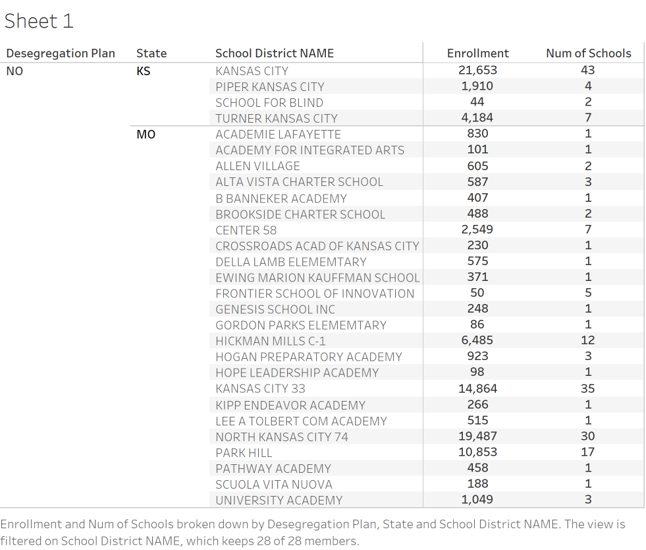 Sheet 1
Desegregation Plan State School District NAME Enrollment Num of Schools
NO KS KANSAS CITY 21,653 43
PIPER KANSAS CITY 1,910 4
SCHOOL FOR BLIND 44 2
TURNER KANSAS CITY 4,184 7
MO ACADEMIE LAFAYETTE 830 1
ACADEMY FOR INTEGRATED ARTS 101 1
ALLEN VILLAGE 605 2
ALTA VISTA CHARTER SCHOOL 587 3
B BANNEKER ACADEMY 407 1
BROOKSIDE CHARTER SCHOOL 488 2
CENTER 58 2,549 7
CROSSROADS ACAD OF KANSAS CITY 230 1
DELLA LAMB ELEMEMTARY 575 1
EWING MARION KAUFFMAN SCHOOL 371 1
FRONTIER SCHOOL OF INNOVATION 50 5
GENESIS SCHOOL INC 248 1
GORDON PARKS ELEMEMTARY 86 1
HICKMAN MILLS C-1 6,485 12
HOGAN PREPARATORY ACADEMY 923 3
HOPE LEADERSHIP ACADEMY 98 1
KANSAS CITY 33 14,864 35
KIPP ENDEAVOR ACADEMY 266 1
LEE A TOLBERT COM ACADEMY 515 1
NORTH KANSAS CITY 74 19,487 30
PARK HILL 10,853 17
PATHWAY ACADEMY 458 1
SCUOLA VITA NUOVA 188 1
UNIVERSITY ACADEMY 1,049 3
Enrollment and Num of Schools broken down by Desegregation Plan, State and School District NAME. The view is
filtered on School District NAME, which keeps 28 of 28 members.